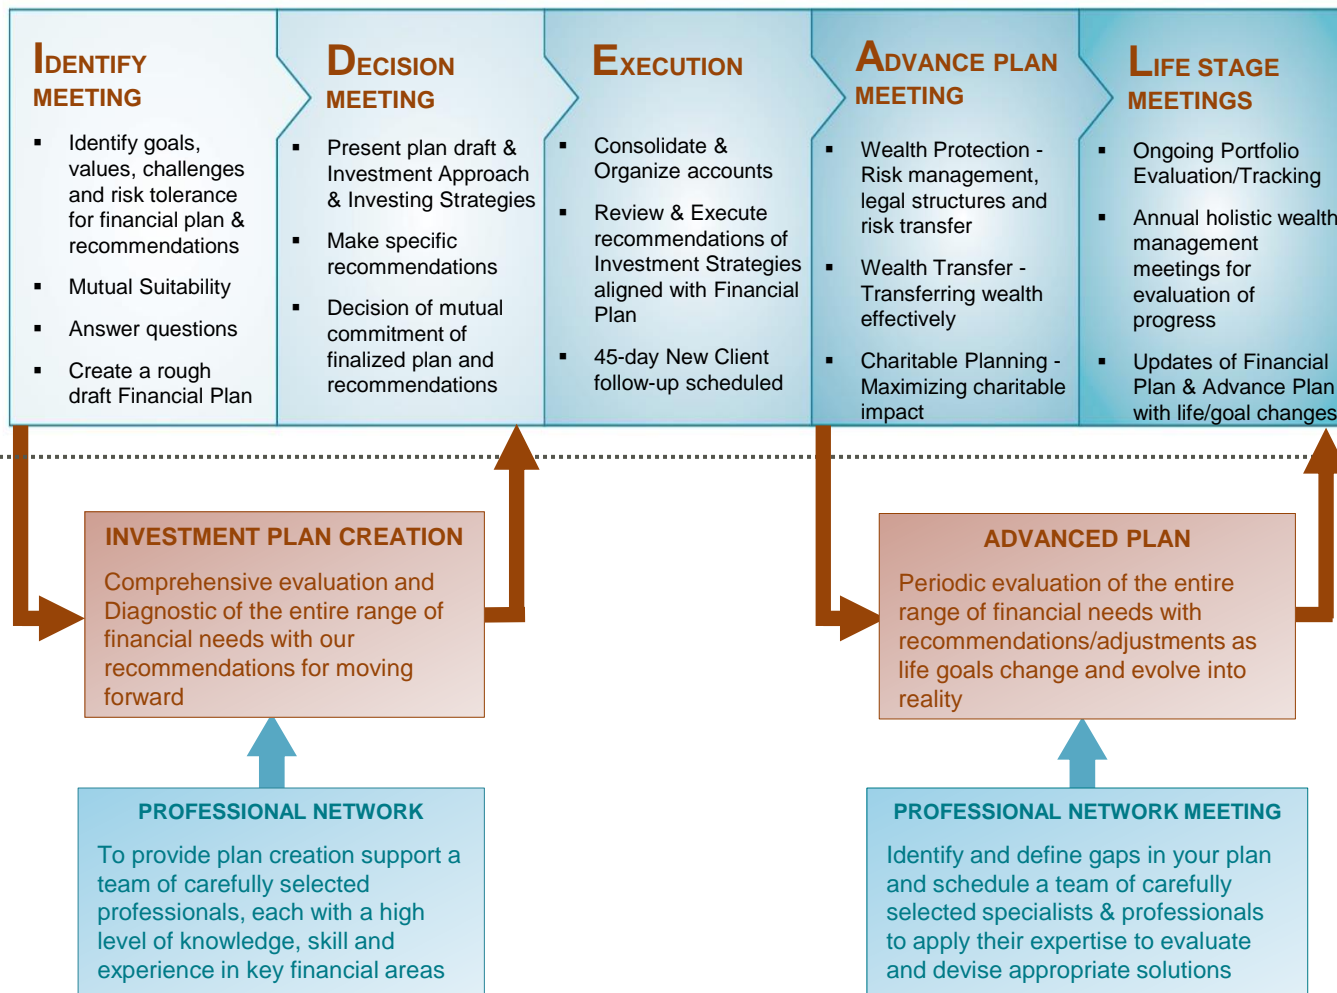 IDENTIFY
MEETING
▪ Identify goals,
values, challenges
and risk tolerance
for financial plan &
recommendations
▪ Mutual Suitability
▪ Answer questions
▪ Create a rough
draft Financial Plan
DECISION
MEETING
▪ Present plan draft &
Investment Approach
& Investing Strategies
▪ Make specific
recommendations
▪ Decision of mutual
commitment of
finalized plan and
recommendations
EXECUTION
▪ Consolidate &
Organize accounts
▪ Review & Execute
recommendations of
Investment Strategies
aligned with Financial
Plan
▪ 45-day New Client
follow-up scheduled
ADVANCE PLAN
MEETING
▪ Wealth Protection -
Risk management,
legal structures and
risk transfer
▪ Wealth Transfer -
Transferring wealth
effectively
▪ Charitable Planning -
Maximizing charitable
impact
LIFE STAGE
MEETINGS
▪ Ongoing Portfolio
Evaluation/Tracking
▪ Annual holistic wealth
management
meetings for
evaluation of
progress
▪ Updates of Financial
Plan & Advance Plan
with life/goal changes
INVESTMENT PLAN CREATION
Comprehensive evaluation and
Diagnostic of the entire range of
financial needs with our
recommendations for moving
forward
ADVANCED PLAN
Periodic evaluation of the entire
range of financial needs with
recommendations/adjustments as
life goals change and evolve into
reality
PROFESSIONAL NETWORK
To provide plan creation support a
team of carefully selected
professionals, each with a high
level of knowledge, skill and
experience in key financial areas
PROFESSIONAL NETWORK MEETING
Identify and define gaps in your plan
and schedule a team of carefully
selected specialists & professionals
to apply their expertise to evaluate
and devise appropriate solutions